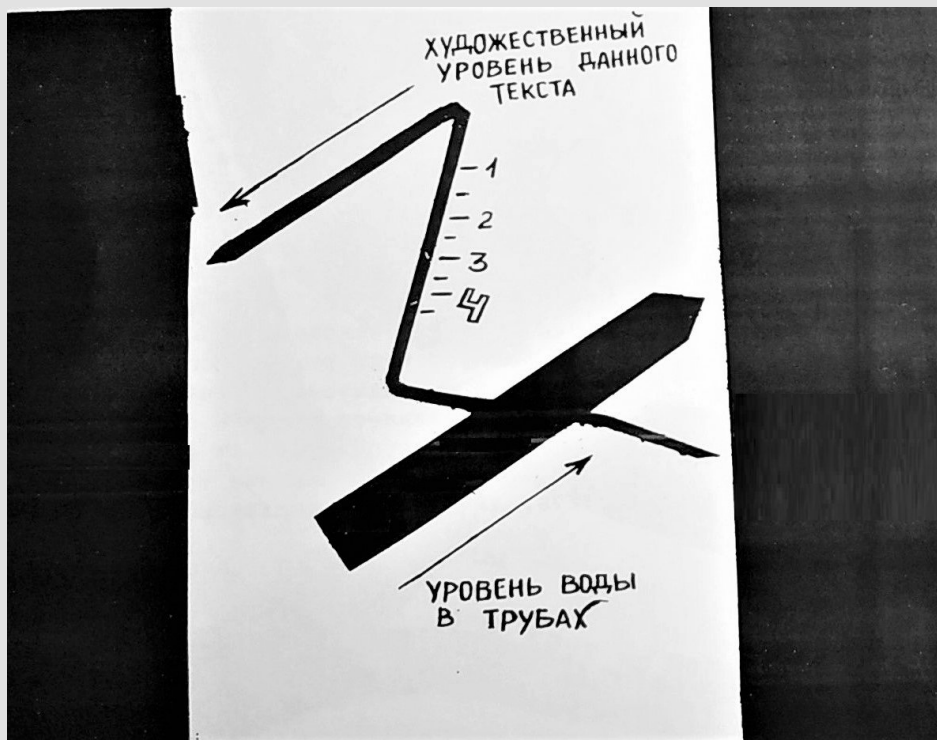 ХУДОЖЕСТВЕННЫЙ
УРОВЕНЬ ДАННОГО
ТЕКСТА
1
2
3
4
УРОВЕНЬ ВОДЫ
В ТРУБАХ